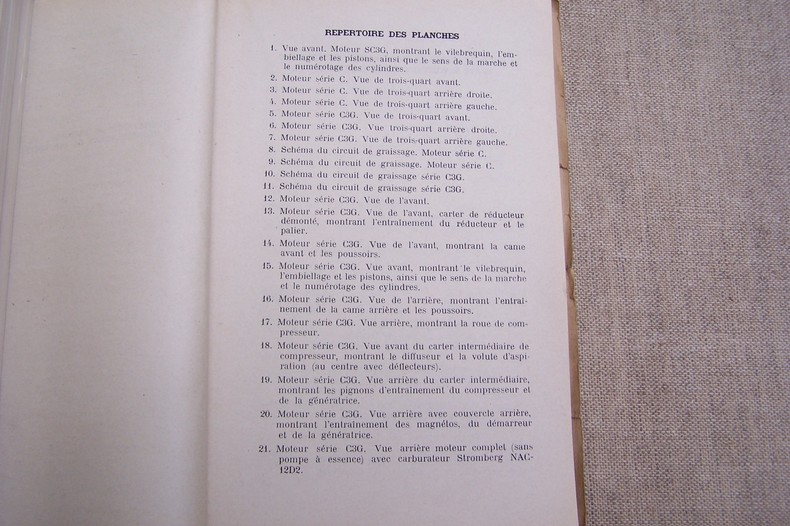 REPERTOIRE DES PLANCHES
1. Vue avant. Moteur SC3G, montrant le vilebrequin, l'em-
biellage et les pistons, ainsi que le sens de la marche et
le numérotage des cylindres.
2. Moteur série C. Vue de trois-quart avant.
3. Moteur série C. Vue de trois-quart arrière droite.
4. Moteur série C. Vue de trois-quart arrière gauche.
5. Moteur série C3G. Vue de trois-quart avant.
6. Moteur série C3G. Vue trois-quart arrière droite.
7. Moteur série C3G. Vue de trois-quart arrière gauche.
8. Schéma du circuit de graissage. Moteur série C.
9. Schéma du circuit de graissage. Moteur série C.
10. Schéma du circuit de graissage série C3G.
11. Schéma du circuit de graissage série C3G.
12. Moteur série C3G. Vue de l'avant.
13. Moteur série C3G. Vue de l'avant, carter de réducteur
démonté, montrant l'entraînement du réducteur et le
palier.
14. Moteur série C3G. Vue de l'avant, montrant la came
avant et les poussoirs.
15. Moteur série C3G. Vue avant, montrant le vilebrequin,
l'embiellage et les pistons, ainsi que le sens de la marche
et le numérotage des cylindres.
16. Moteur série C3G. Vue de l'arrière, montrant l'entraî-
nement de la came arrière et les poussoirs.
17. Moteur série C3G. Vue arrière, montrant la roue de com-
presseur.
18. Moteur série C3G. Vue avant du carter intermédiaire de
compresseur, montrant le diffuseur et la volute d'aspi-
ration (au centre avec déflecteurs).
19. Moteur série C3G. Vue arrière du carter intermédiaire,
montrant les pignons d'entraînement du compresseur et
de la génératrice.
20. Moteur série C3G. Vue arrière avec couvercle arrière,
montrant l'entraînement des magnétos, du démarreur
et de la génératrice.
21. Moteur série C3G. Vue arrière moteur complet (sans
pompe à essence) avec carburateur Stromberg NAC-
12D2.